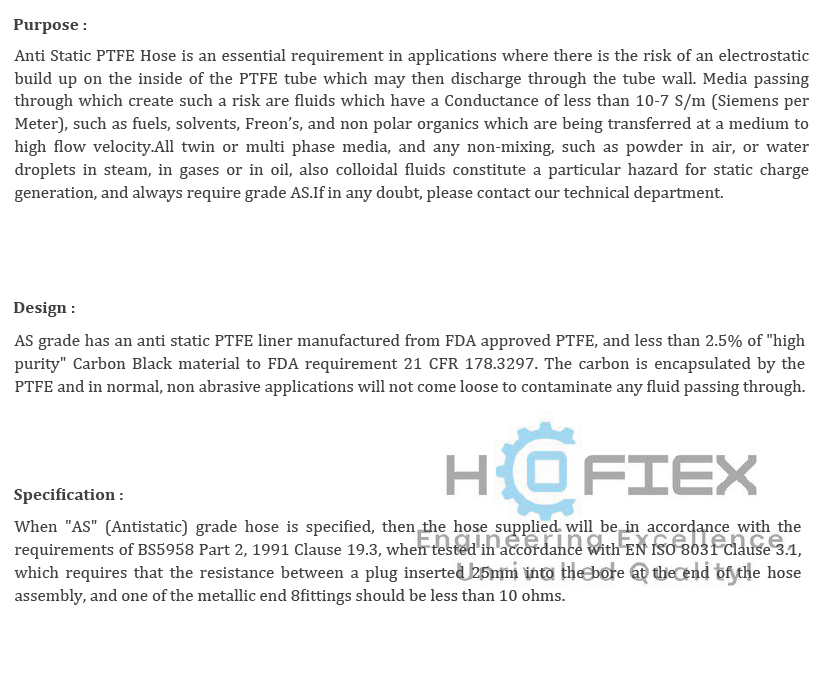 Purpose :
Anti Static PTFE Hose is an essential requirement in applications where there is the risk of an electrostatic
build up on the inside of the PTFE tube which may then discharge through the tube wall. Media passing
through which create such a risk are fluids which have a Conductance of less than 10-7 S/m (Siemens per
Meter), such as fuels, solvents, Freon's, and non polar organics which are being transferred at a medium to
high flow velocity.All twin or multi phase media, and any non-mixing, such as powder in air, or water
droplets in steam, in gases or in oil, also colloidal fluids constitute a particular hazard for static charge
generation, and always require grade AS.If in any doubt, please contact our technical department.
Design :
AS grade has an anti static PTFE liner manufactured from FDA approved PTFE, and less than 2.5% of "high
purity" Carbon Black material to FDA requirement 21 CFR 178.3297. The carbon is encapsulated by the
PTFE and in normal, non abrasive applications will not come loose to contaminate any fluid passing through.
HOFIEX
Engineering Excellence
Unrivalled Quality!
Specification :
When "AS" (Antistatic) grade hose is specified, then the hose supplied will be in accordance with the
requirements of BS5958 Part 2, 1991 Clause 19.3, when tested in accordance with EN ISO 8031 Clause 3.1,
which requires that the resistance between a plug inserted 25mm into the bore at the end of the hose
assembly, and one of the metallic end 8fittings should be less than 10 ohms.